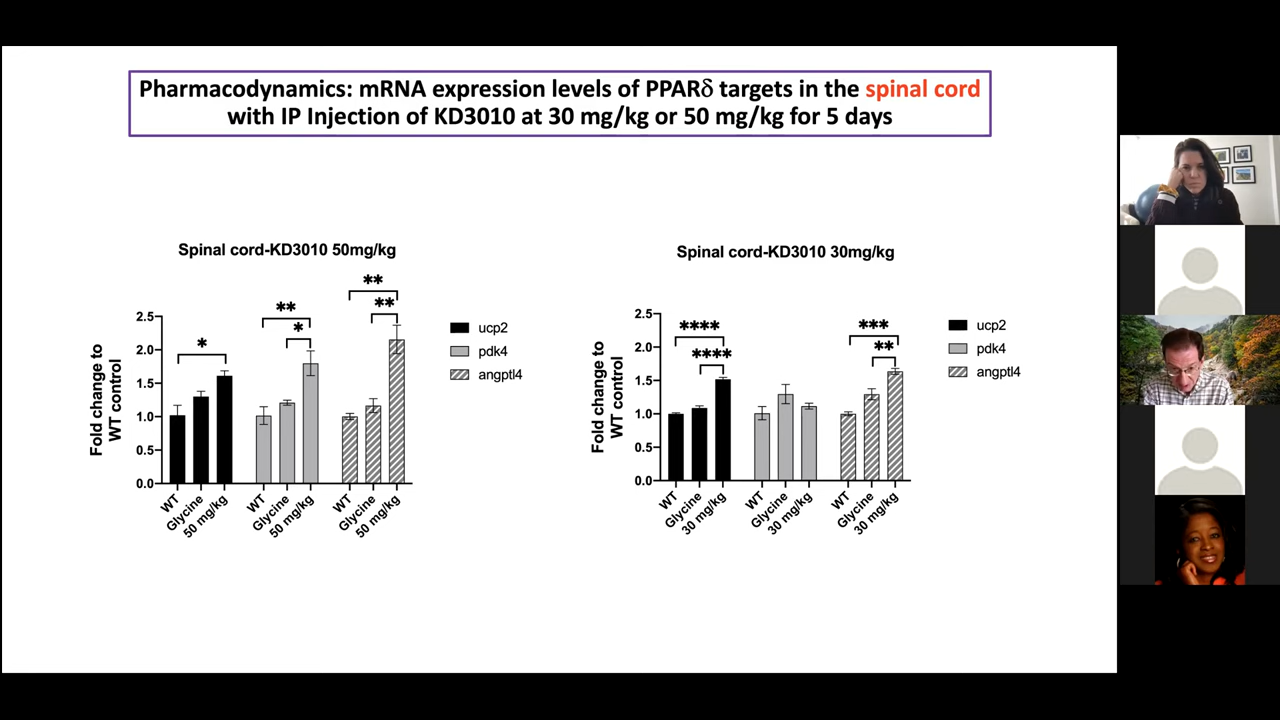 Pharmacodynamics: mRNA expression levels of PPARδ targets in the spinal cord
with IP Injection of KD3010 at 30 mg/kg or 50 mg/kg for 5 days
Spinal cord-KD3010 50mg/kg
Fold change to
WT control
2.5
2.0
1.5
1.0
0.5
0.0
*
**
*
**
**
WT
Glycine
50 mg/kg
WT
Glycine
50 mg/kg
WT
Glycine
50 mg/kg
ucp2
pdk4
angptl4
Spinal cord-KD3010 30mg/kg
Fold change to
WT control
2.5
2.0
1.5
1.0
0.5
0.0
****
****
***
**
WT
Glycine
30 mg/kg
WT
Glycine
30 mg/kg
WT
Glycine
30 mg/kg
ucp2
pdk4
angptl4